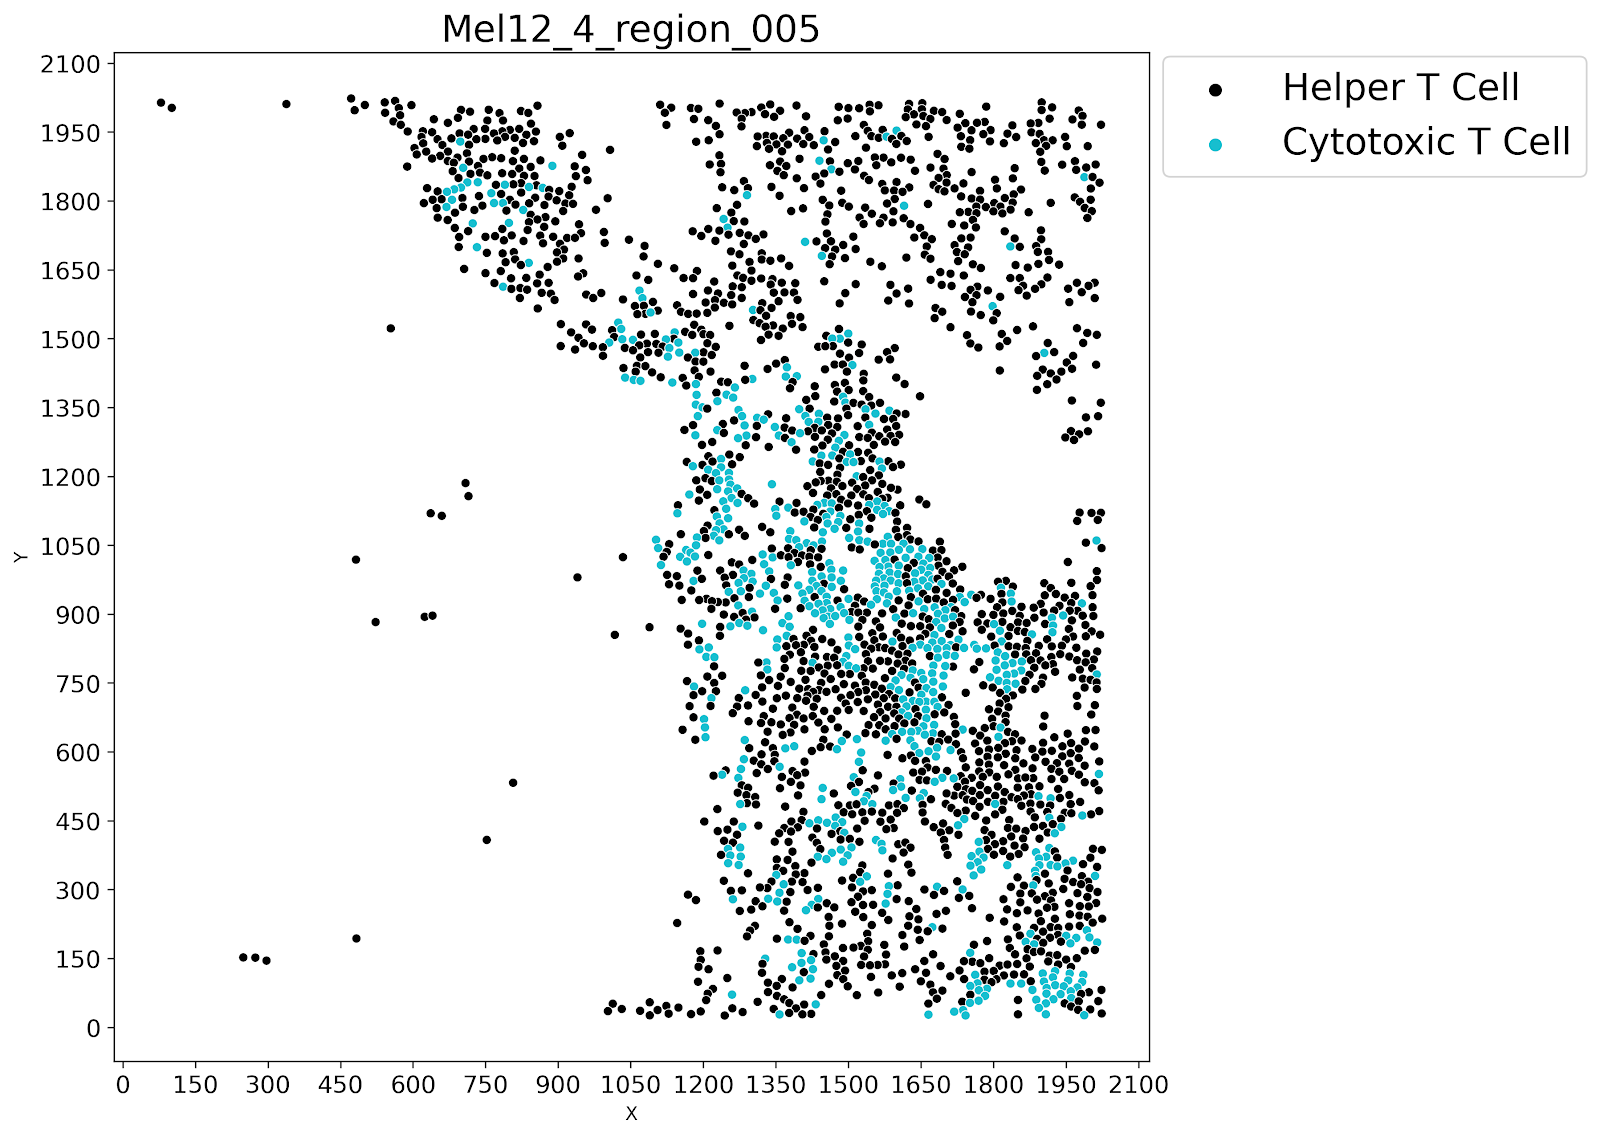 Mel12_4_region_005
Helper T Cell
Cytotoxic T Cell
2100
1950
1800
1650
1500
1350
1200
1050
900
750
600
450
300
150
0
Y
0 150 300 450 600 750 900 1050 1200 1350 1500 1650 1800 1950 2100
X